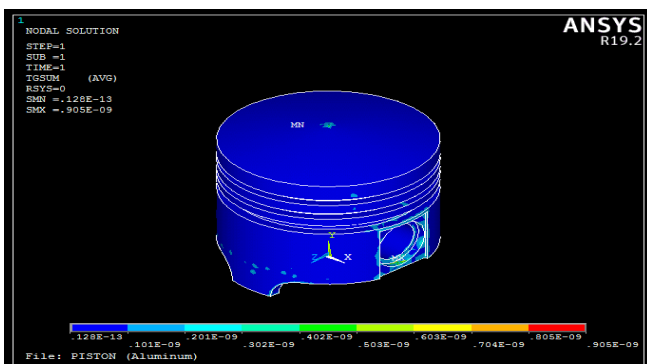 1
NODAL SOLUTION
ANSYS
R19.2
STEP=1
SUB =1
TIME=1
TGSUM (AVG)
RSYS=0
SMN =.128E-13
SMX =.905E-09
MN
Y
Z X
MX
.128E-13 .201E-09 .402E-09 .603E-09 .805E-09
.101E-09 .302E-09 .503E-09 .704E-09 .905E-09
File: PISTON (Aluminum)